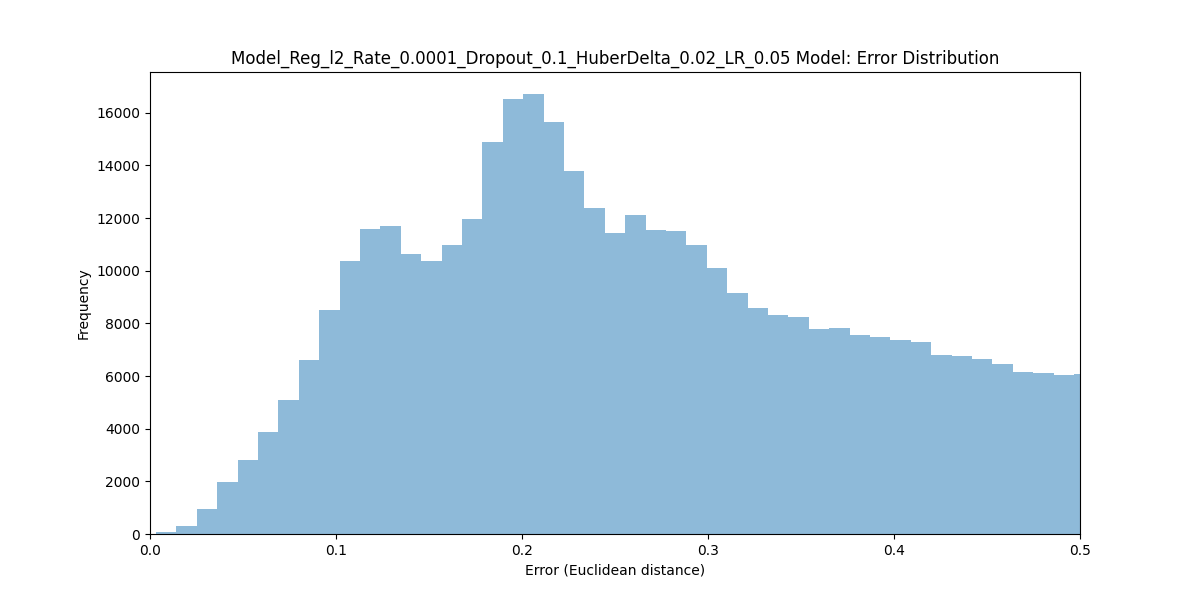 Model_Reg_l2_Rate_0.0001_Dropout_0.1_HuberDelta_0.02_LR_0.05 Model: Error Distribution
16000
14000
12000
10000
8000
6000
4000
2000
0
Frequency
0.0 0.1 0.2 0.3 0.4 0.5
Error (Euclidean distance)